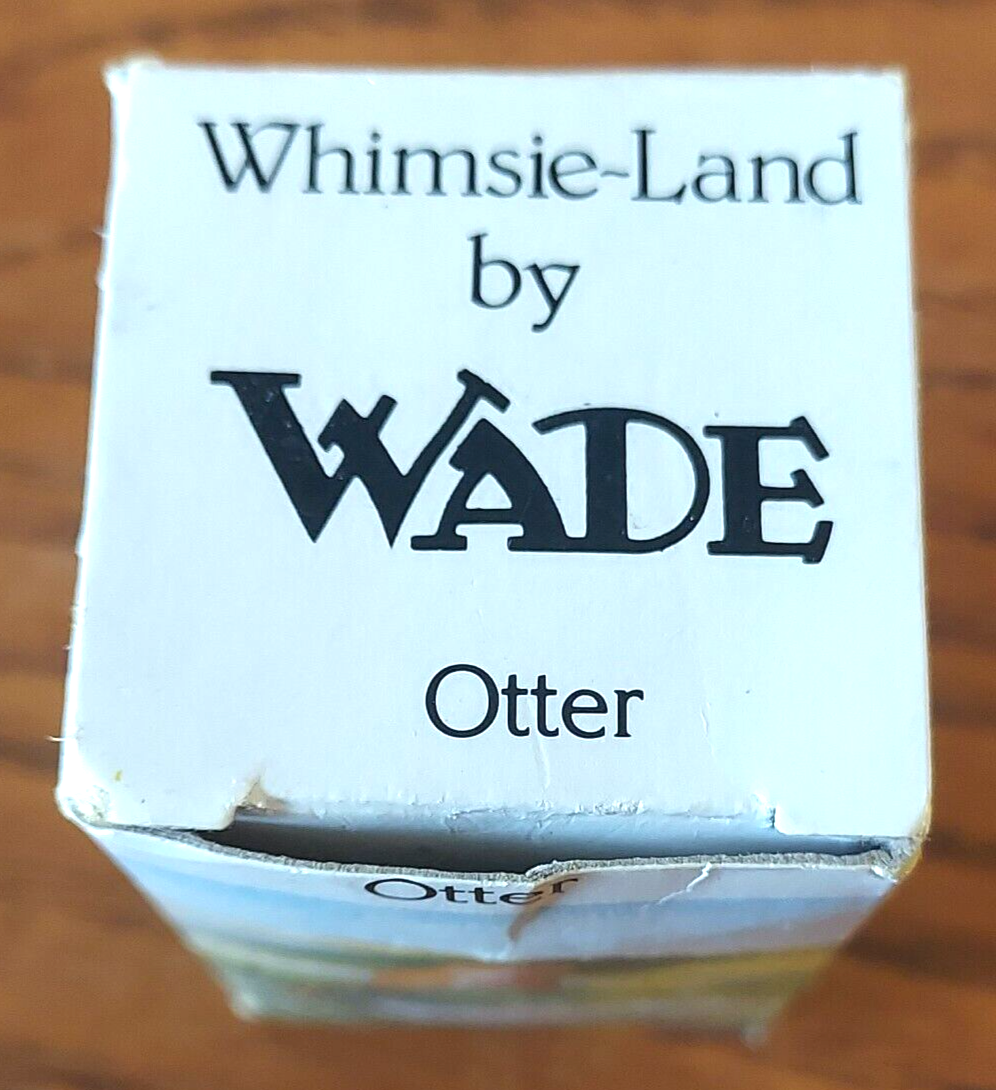 Whimsie-Land
by
WADE
Otter
Otter